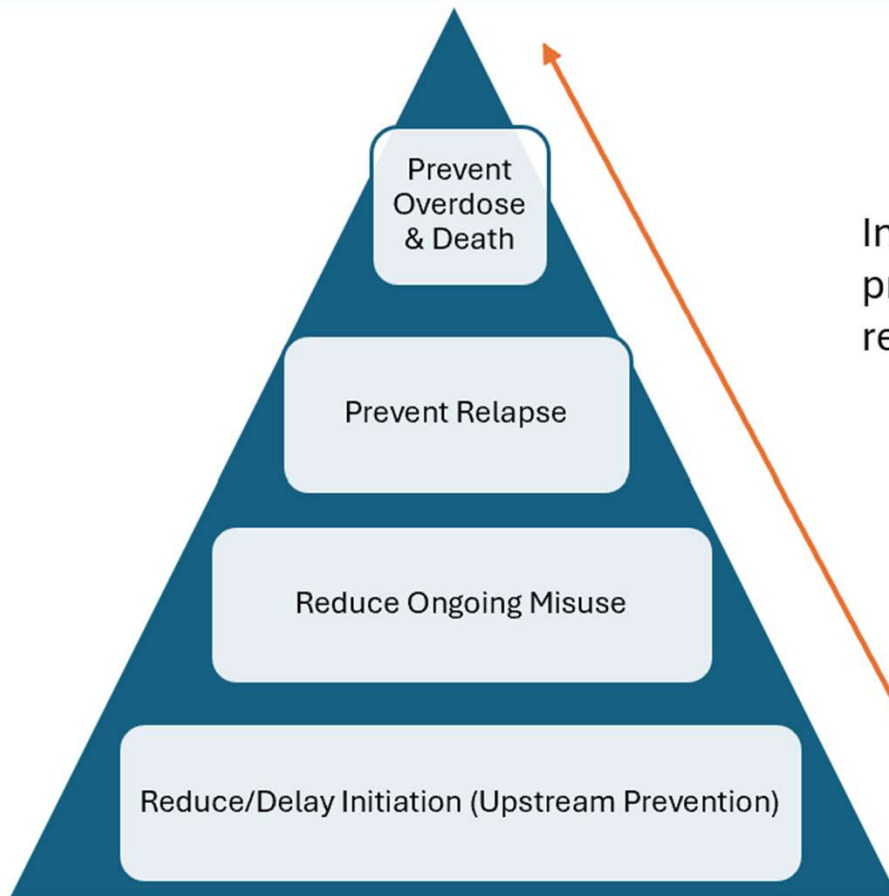 Prevent
Overdose
& Death
Prevent Relapse
Reduce Ongoing Misuse
Reduce/Delay Initiation (Upstream Prevention)